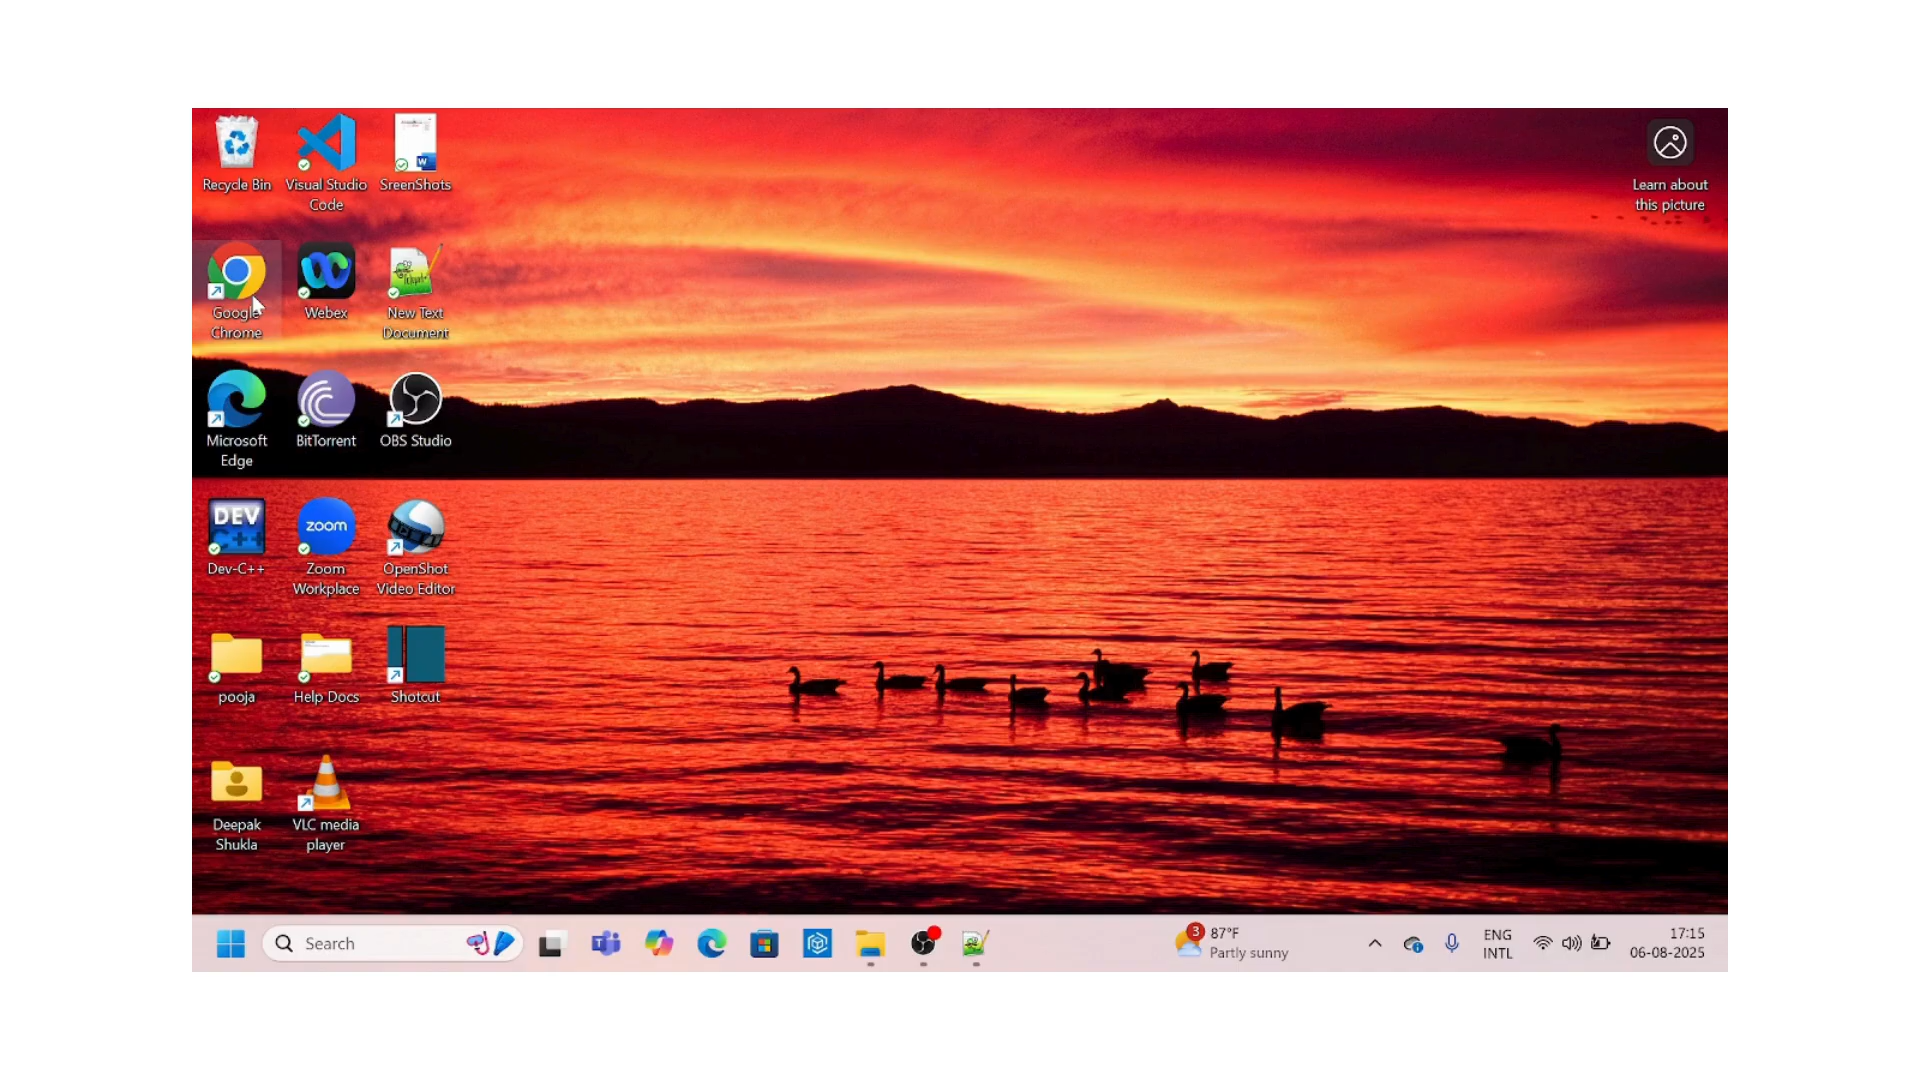 Recycle Bin
Visual Studio
Code
SreenShots
Learn about
this picture
Google
Chrome
Webex
New Text
Document
Microsoft
Edge
BitTorrent
OBS Studio
DEV
C++
Dev-C++
zoom
Zoom
Workplace
OpenShot
Video Editor
pooja
Help Docs
Shotcut
Deepak
Shukla
VLC media
player
Search
3
87°F
Partly sunny
ENG
INTL
17:15
06-08-2025